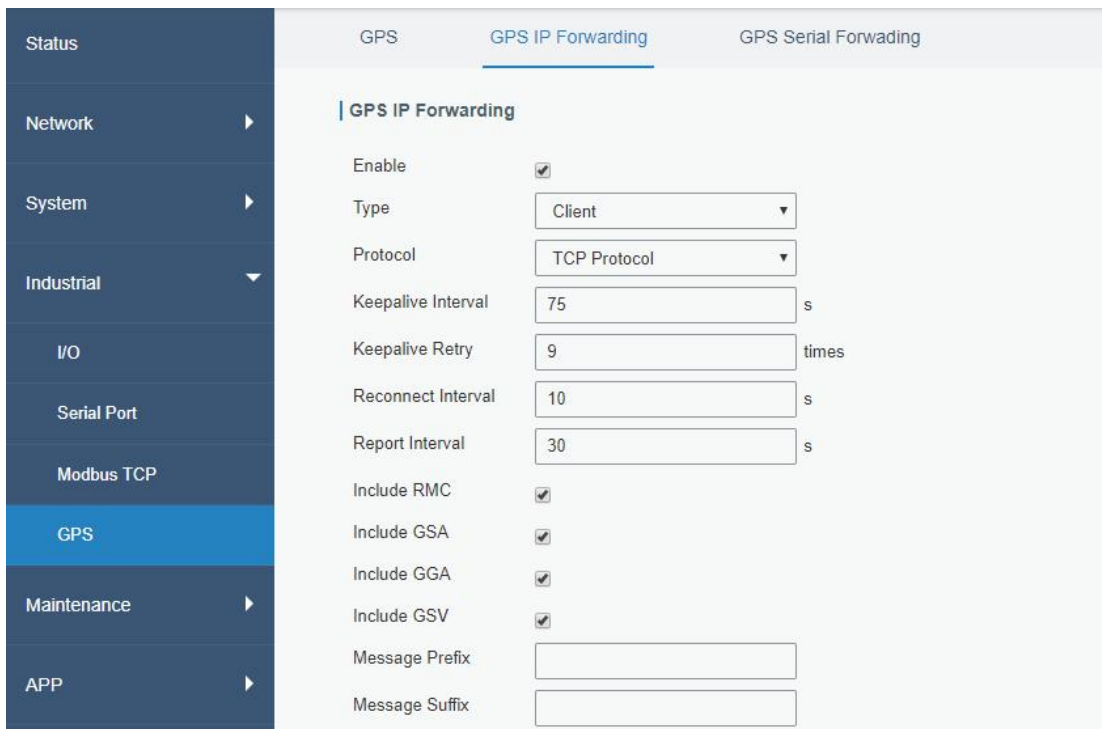 Status
Network
System
Industrial
I/O
Serial Port
Modbus TCP
GPS
Maintenance
APP
GPS GPS IP Forwarding GPS Serial Forwading
GPS IP Forwarding
Enable
Type Client
Protocol TCP Protocol
Keepalive Interval 75 s
Keepalive Retry 9 times
Reconnect Interval 10 s
Report Interval 30 s
Include RMC
Include GSA
Include GGA
Include GSV
Message Prefix
Message Suffix